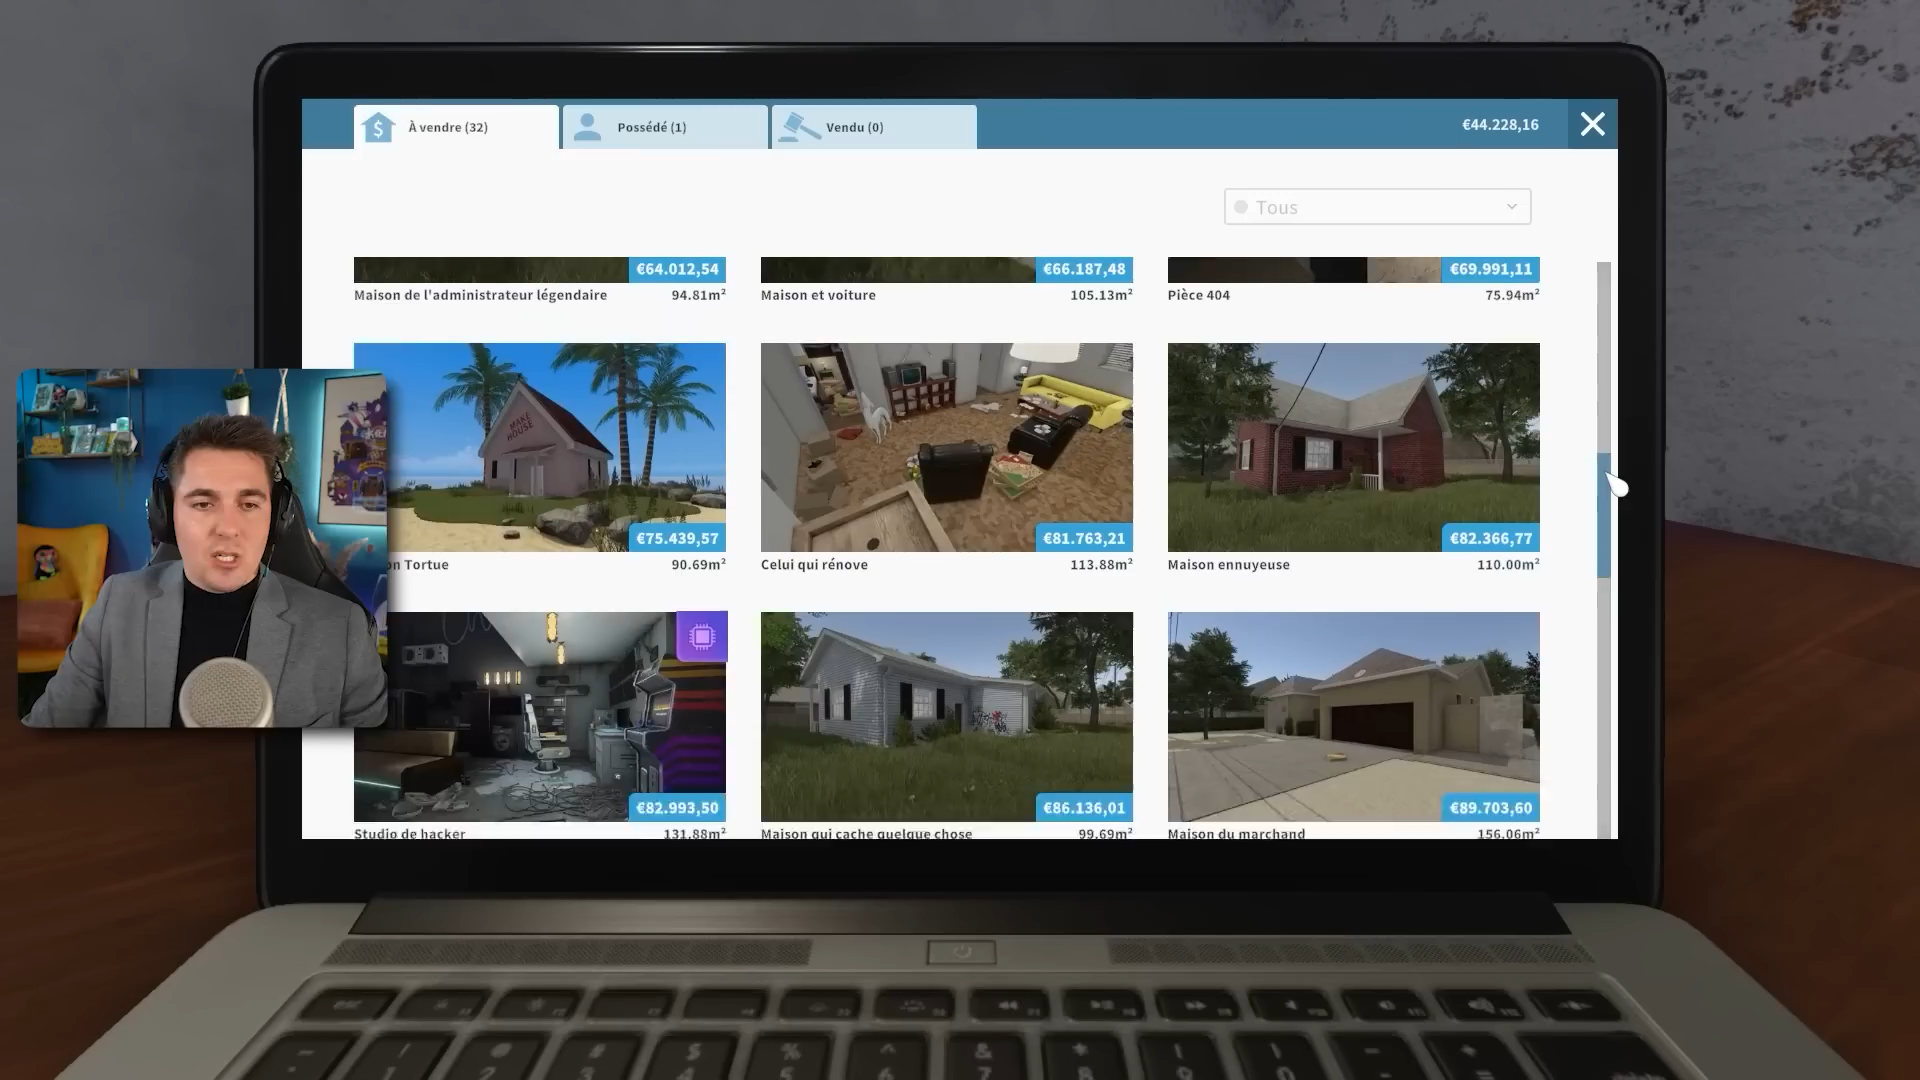 À vendre (32)
Possédé (1)
Vendu (0)
€44.228,16
Tous
€64.012,54
€66.187,48
€69.991,11
Maison de l'administrateur légendaire
94.81m²
Maison et voiture
105.13m²
Pièce 404
75.94m²
MAKE
HOUSE
€75.439,57
€81.763,21
€82.366,77
on Tortue
90.69m²
Celui qui rénove
113.88m²
Maison ennuyeuse
110.00m²
€82.993,50
€86.136,01
€89.703,60
Studio de hacker
131.88m²
Maison qui cache quelque chose
99.69m²
Maison du marchand
156.06m²